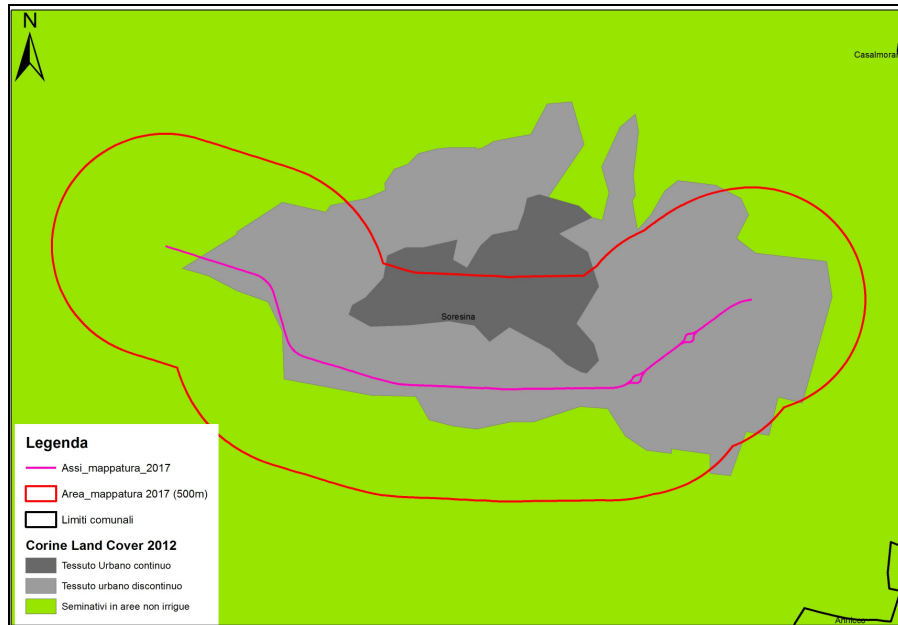 N
Casalmora
Soresina
Legenda
Assi_mappatura_2017
Area_mappatura 2017 (500m)
Limiti comunali
Corine Land Cover 2012
Tessuto Urbano continuo
Tessuto urbano discontinuo
Seminativi in aree non irrigue
Annicco